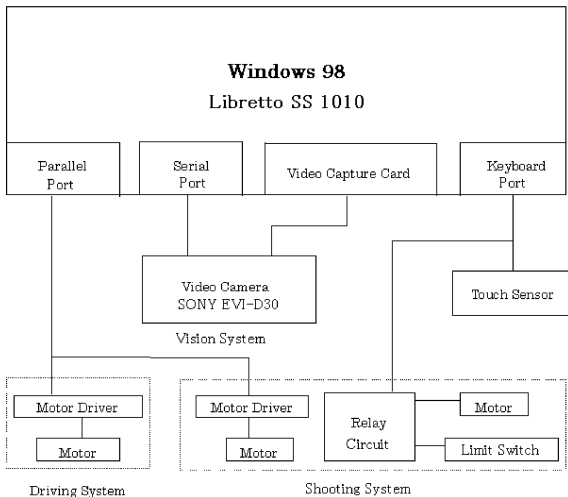 Windows 98
Libretto SS 1010
Parallel
Port
Serial
Port
Video Capture Card
Keyboard
Port
Video Camera
SONY EVI-D30
Vision System
Touch Sensor
Motor Driver
Motor
Driving System
Motor Driver
Motor
Relay
Circuit
Motor
Limit Switch
Shooting System